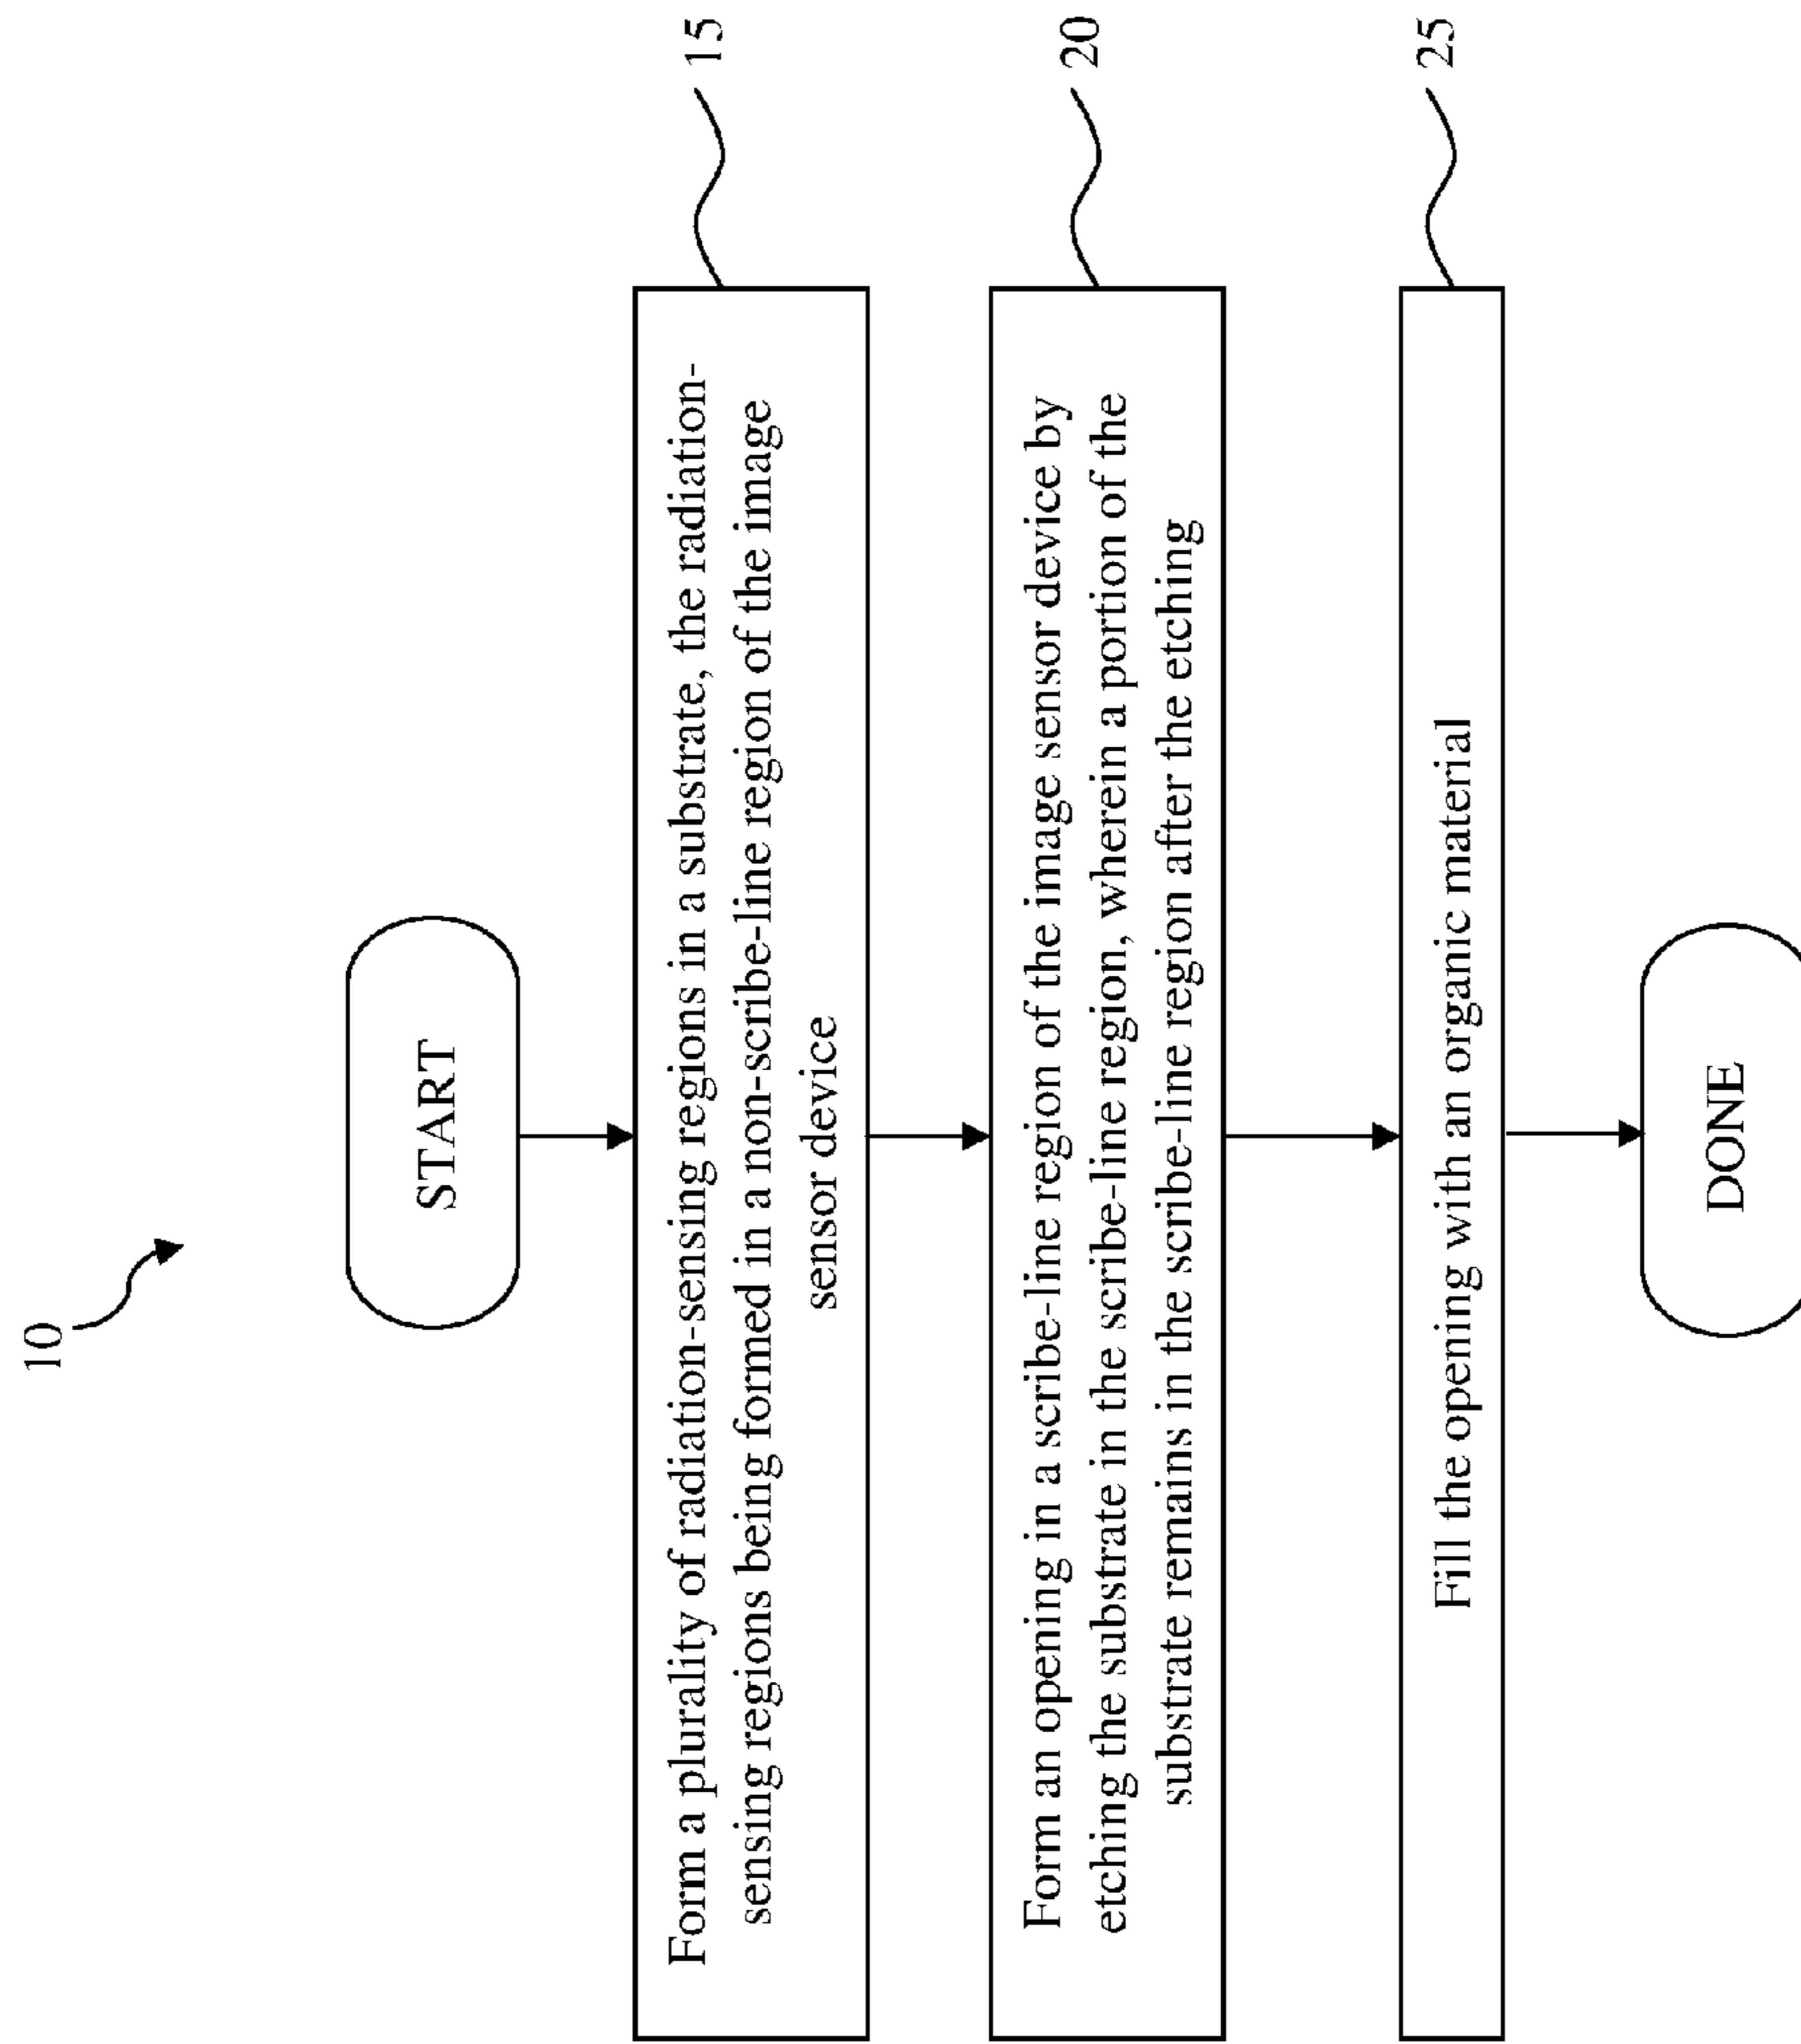 10
START
Form a plurality of radiation-sensing regions in a substrate, the radiation-
sensing regions being formed in a non-scribe-line region of the image
sensor device
15
Form an opening in a scribe-line region of the image sensor device by
etching the substrate in the scribe-line region, wherein a portion of the
substrate remains in the scribe-line region after the etching
20
Fill the opening with an organic material
25
DONE